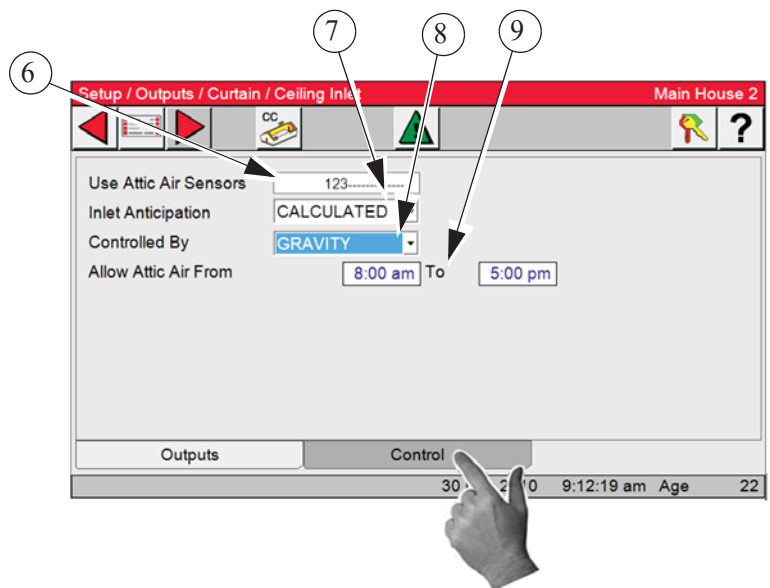 6 7 8 9
Setup / Outputs / Curtain / Ceiling Inlet Main House 2
CC ?
Use Attic Air Sensors 123
Inlet Anticipation CALCULATED
Controlled By GRAVITY
Allow Attic Air From 8:00 am To 5:00 pm
Outputs Control
30 9:12:19 am Age 22